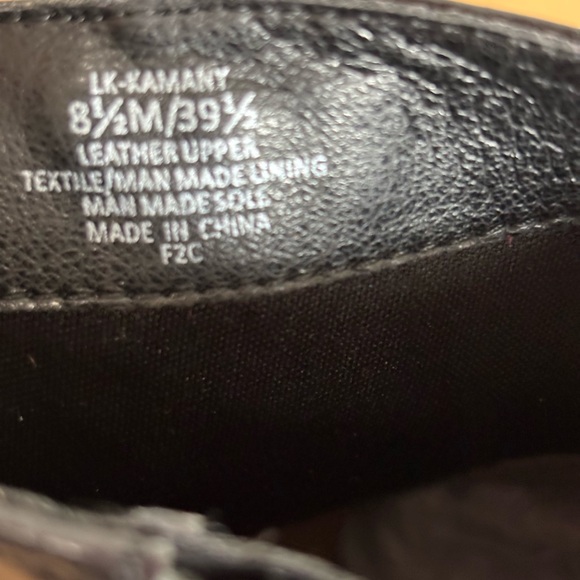 LK-KAMANY
8½M/39½
LEATHER UPPER
TEXTILE/MAN MADE LINING
MAN MADE SOLE
MADE IN CHINA
F2C